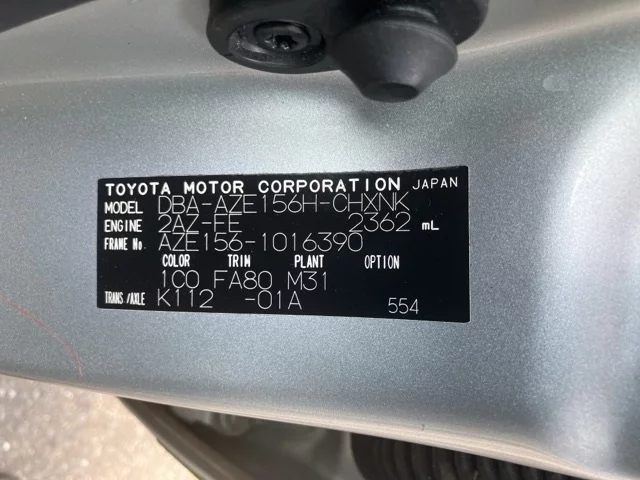 TOYOTA MOTOR CORPORATION JAPAN
MODEL DBA-AZE156H-CHXNK
ENGINE 2AZ-FE 2362 mL
FRAME No. AZE156-1016390
COLOR TRIM PLANT OPTION
1C0 FA80 M31
TRANS./AXLE K112 -01A 554